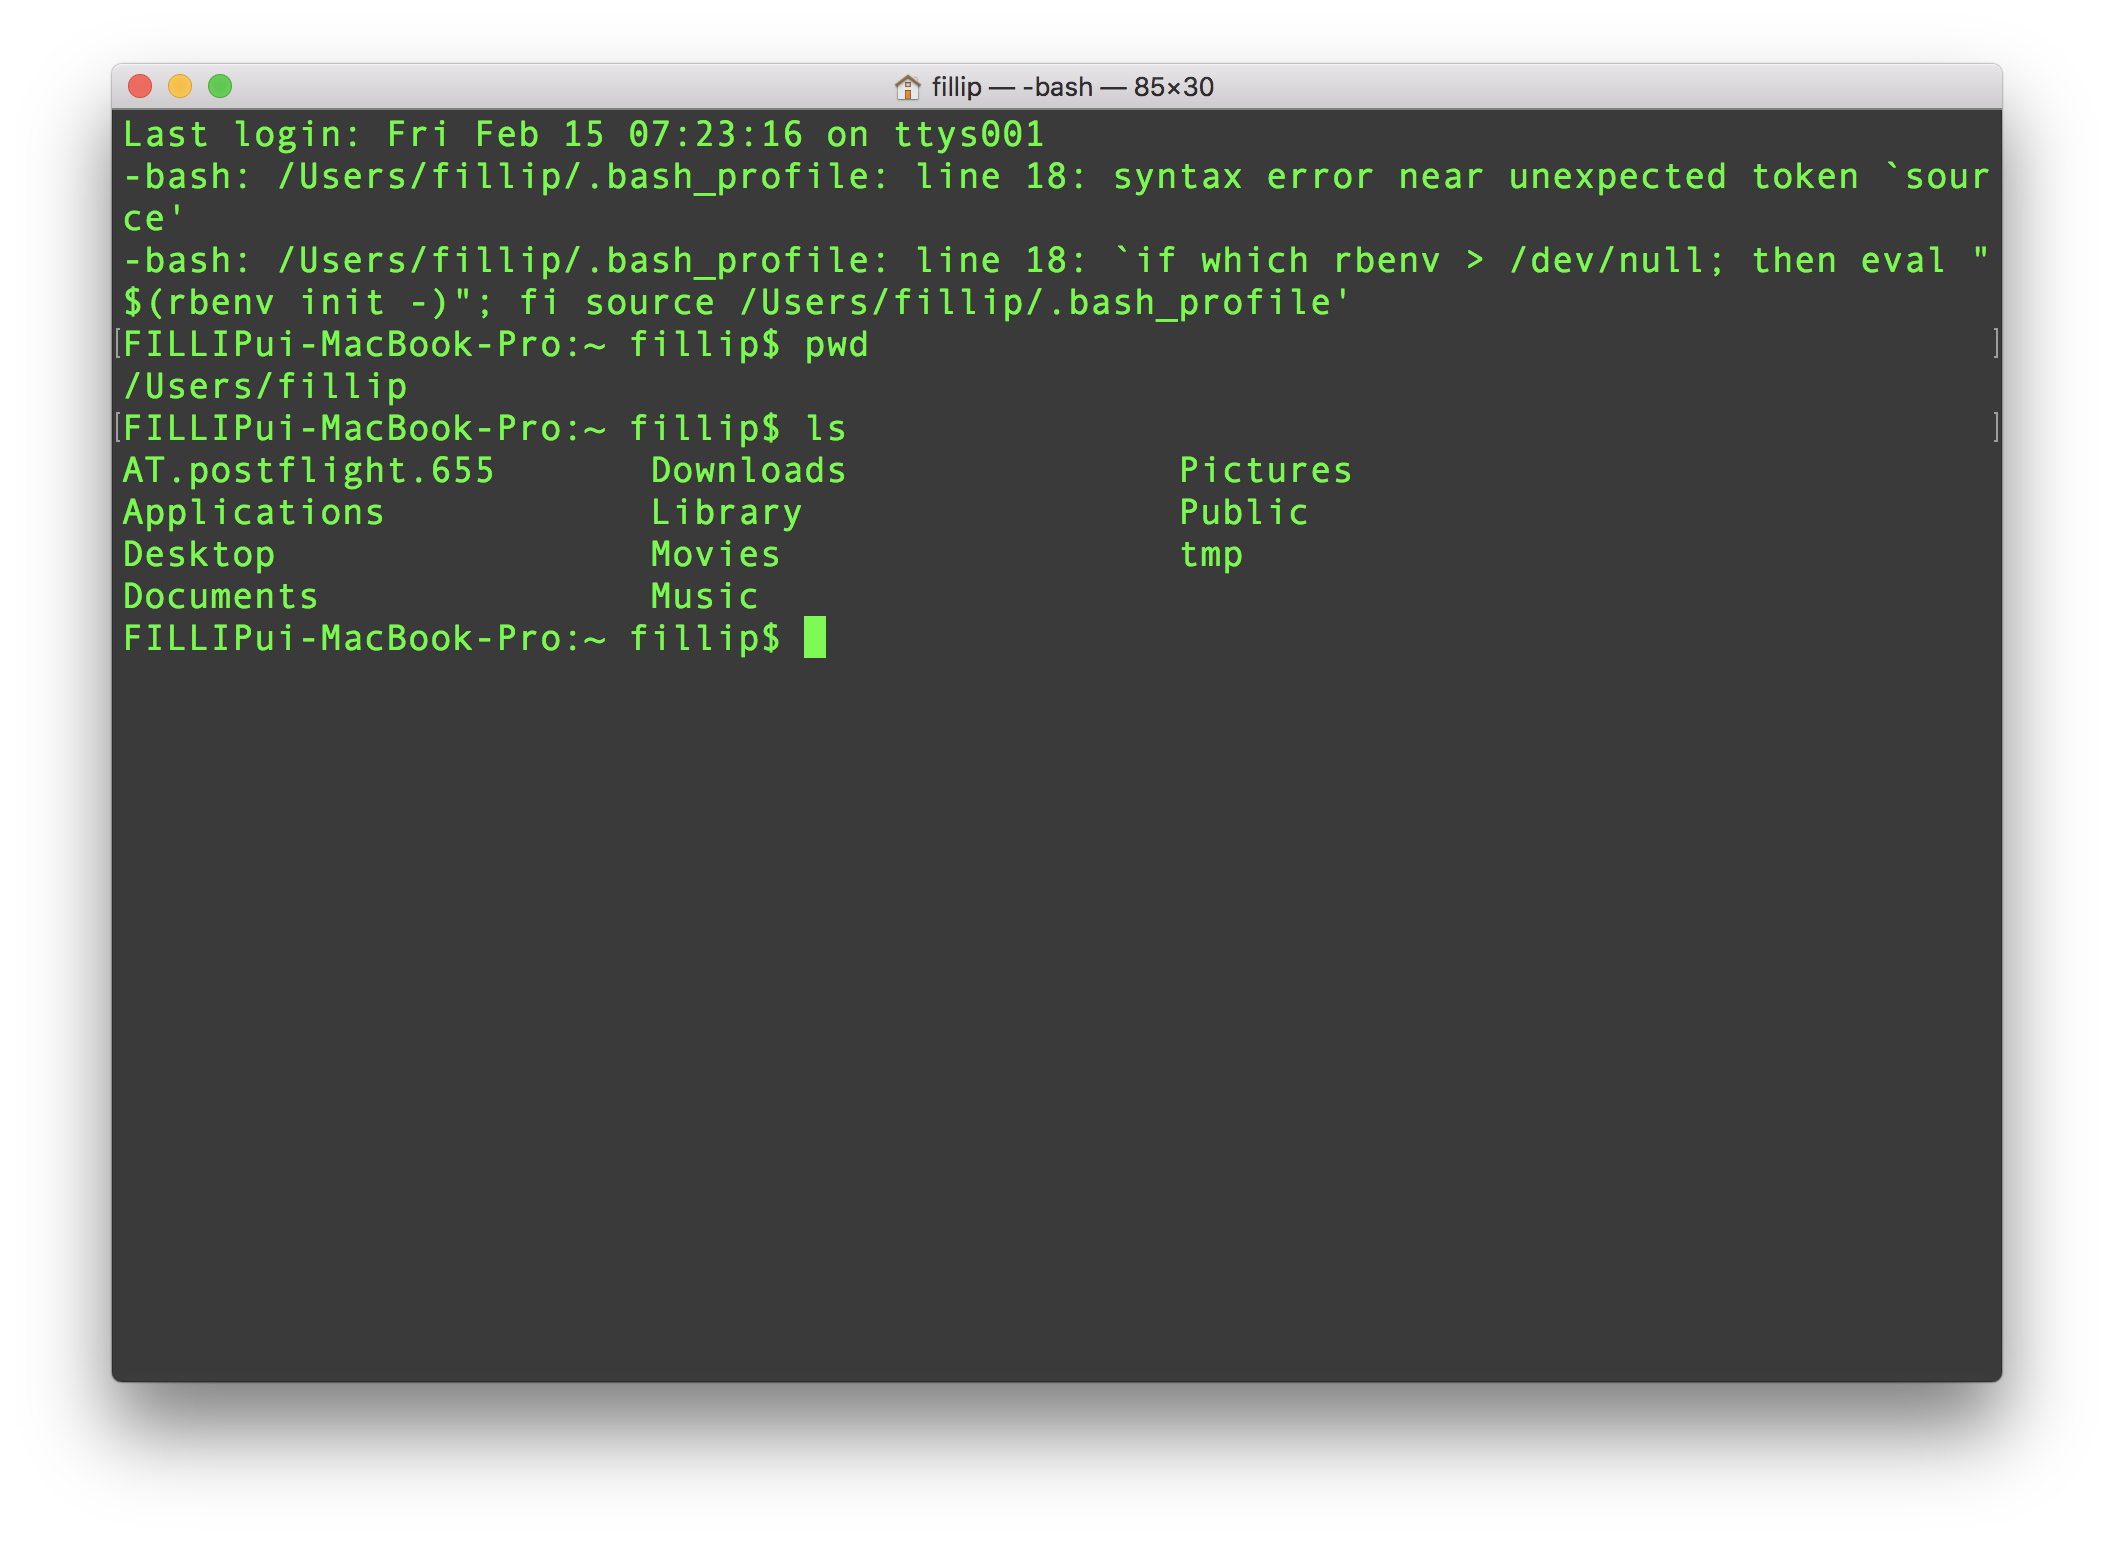 fillip — -bash — 85×30
Last login: Fri Feb 15 07:23:16 on ttys001
-bash: /Users/fillip/.bash_profile: line 18: syntax error near unexpected token `sour
ce'
-bash: /Users/fillip/.bash_profile: line 18: `if which rbenv > /dev/null; then eval "
$(rbenv init -)"; fi source /Users/fillip/.bash_profile'
[FILLIPui-MacBook-Pro:~ fillip$ pwd ]
/Users/fillip
[FILLIPui-MacBook-Pro:~ fillip$ ls ]
AT.postflight.655 Downloads Pictures
Applications Library Public
Desktop Movies tmp
Documents Music
FILLIPui-MacBook-Pro:~ fillip$